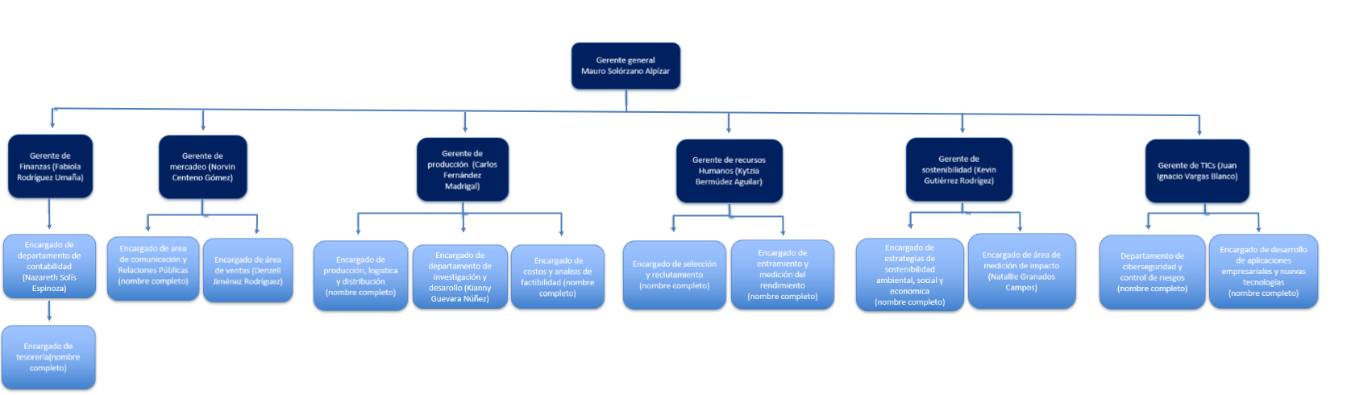 Gerente general
Mauro Solórzano Alpízar
Gerente de
Finanzas (Fabiola
Rodríguez Umaña)
Gerente de
mercadeo (Norvin
Centeno Gómez)
Gerente de
producción (Carlos
Fernández
Madrigal)
Gerente de recursos
Humanos (Kytzia
Bermúdez Aguilar)
Gerente de
sostenibilidad (Kevin
Gutiérrez Rodrígez)
Gerente de TICs (Juan
Ignacio Vargas Blanco)
Encargado de
departamento de
contabilidad
(Nazareth Solís
Espinoza)
Encargado de area
de comunicación y
Relaciones Públicas
(nombre completo)
Encargado de área
de ventas (Denzell
Jiménez Rodríguez)
Encargado de
producción, logística
y distribución
(nombre completo)
Encargado de
departamento de
investigación y
desarollo (Kianny
Guevara Núñez)
Encargado de
costos y analisis de
factibilidad (nombre
completo)
Encargado de selección
y reclutamiento
(nombre completo)
Encargado de
entramiento y
medición del
rendimiento
(nombre completo)
Encargado de
estrategias de
sostenibilidad
ambiental, social y
economica
(nombre completo)
Encargado de área de
medición de impacto
(Natallie Granados
Campos)
Departamento de
ciberseguridad y
control de riesgos
(nombre completo)
Encargado de desarrollo
de aplicaciones
empresariales y nuevas
tecnologías
(nombre completo)
Encargado de
tesorería(nombre
completo)